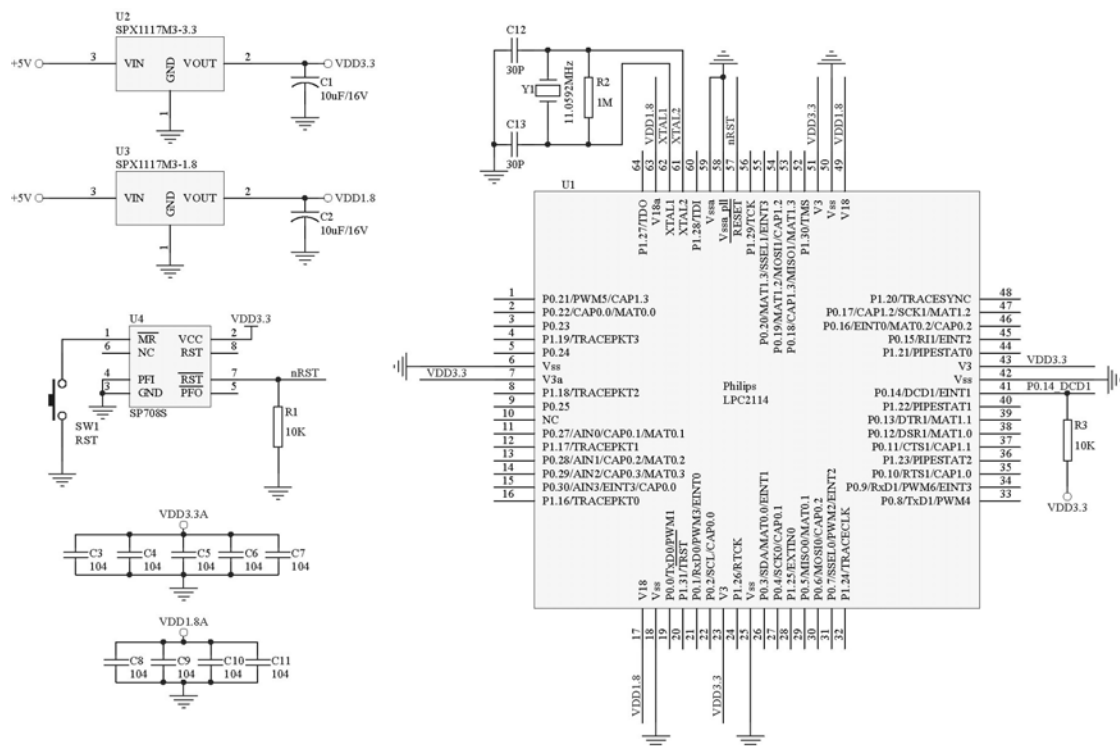 U2
SPX1117M3-3.3
+5V
3
VIN
VOUT
GND
2
1
VDD3.3
C1
10uF/16V
U3
SPX1117M3-1.8
+5V
3
VIN
VOUT
GND
2
1
VDD1.8
C2
10uF/16V
U4
VDD3.3
1
MR
VCC
2
6
NC
RST
8
4
PFI
RST
7
nRST
3
GND
PFO
5
SP708S
SW1
RST
R1
10K
VDD3.3A
C3
104
C4
104
C5
104
C6
104
C7
104
VDD1.8A
C8
104
C9
104
C10
104
C11
104
C12
30P
Y1
11.0592MHz
R2
1M
C13
30P
VDD1.8
XTAL1
XTAL2
nRST
VDD3.3
VDD1.8
U1
64
63
62
61
60
59
58
57
56
55
54
53
52
51
50
49
P1.27/TDO
V18a
XTAL1
XTAL2
P1.28/TDI
Vssa
Vssa_pll
RESET
P1.29/TCK
P0.20/MAT1.3/SSEL1/EINT3
P0.19/MAT1.2/MOSI1/CAP1.2
P0.18/CAP1.3/MISO1/MAT1.3
P1.30/TMS
V3
Vss
V18
1 P0.21/PWM5/CAP1.3
2 P0.22/CAP0.0/MAT0.0
3 P0.23
4 P1.19/TRACEPKT3
5 P0.24
6 Vss
VDD3.3 7 V3a
8 P1.18/TRACEPKT2
9 P0.25
10 NC
11 P0.27/AIN0/CAP0.1/MAT0.1
12 P1.17/TRACEPKT1
13 P0.28/AIN1/CAP0.2/MAT0.2
14 P0.29/AIN2/CAP0.3/MAT0.3
15 P0.30/AIN3/EINT3/CAP0.0
16 P1.16/TRACEPKT0
Philips
LPC2114
P1.20/TRACESYNC 48
P0.17/CAP1.2/SCK1/MAT1.2 47
P0.16/EINT0/MAT0.2/CAP0.2 46
P0.15/RI1/EINT2 45
P1.21/PIPESTAT0 44
V3 43 VDD3.3
Vss 42
P0.14/DCD1/EINT1 41 P0.14_DCD1
P1.22/PIPESTAT1 40
P0.13/DTR1/MAT1.1 39
P0.12/DSR1/MAT1.0 38
P0.11/CTS1/CAP1.1 37
P1.23/PIPESTAT2 36
P0.10/RTS1/CAP1.0 35
P0.9/RxD1/PWM6/EINT3 34
P0.8/TxD1/PWM4 33
R3
10K
VDD3.3
V18
Vss
P0.0/TxD0/PWM1
P1.31/TRST
P0.1/RxD0/PWM3/EINT0
P0.2/SCL/CAP0.0
V3
P1.26/RTCK
Vss
P0.3/SDA/MAT0.0/EINT1
P0.4/SCK0/CAP0.1
P1.25/EXTIN0
P0.5/MISO0/MAT0.1
P0.6/MOSI0/CAP0.2
P0.7/SSEL0/PWM2/EINT2
P1.24/TRACECLK
17
18
19
20
21
22
23
24
25
26
27
28
29
30
31
32
VDD1.8
VDD3.3